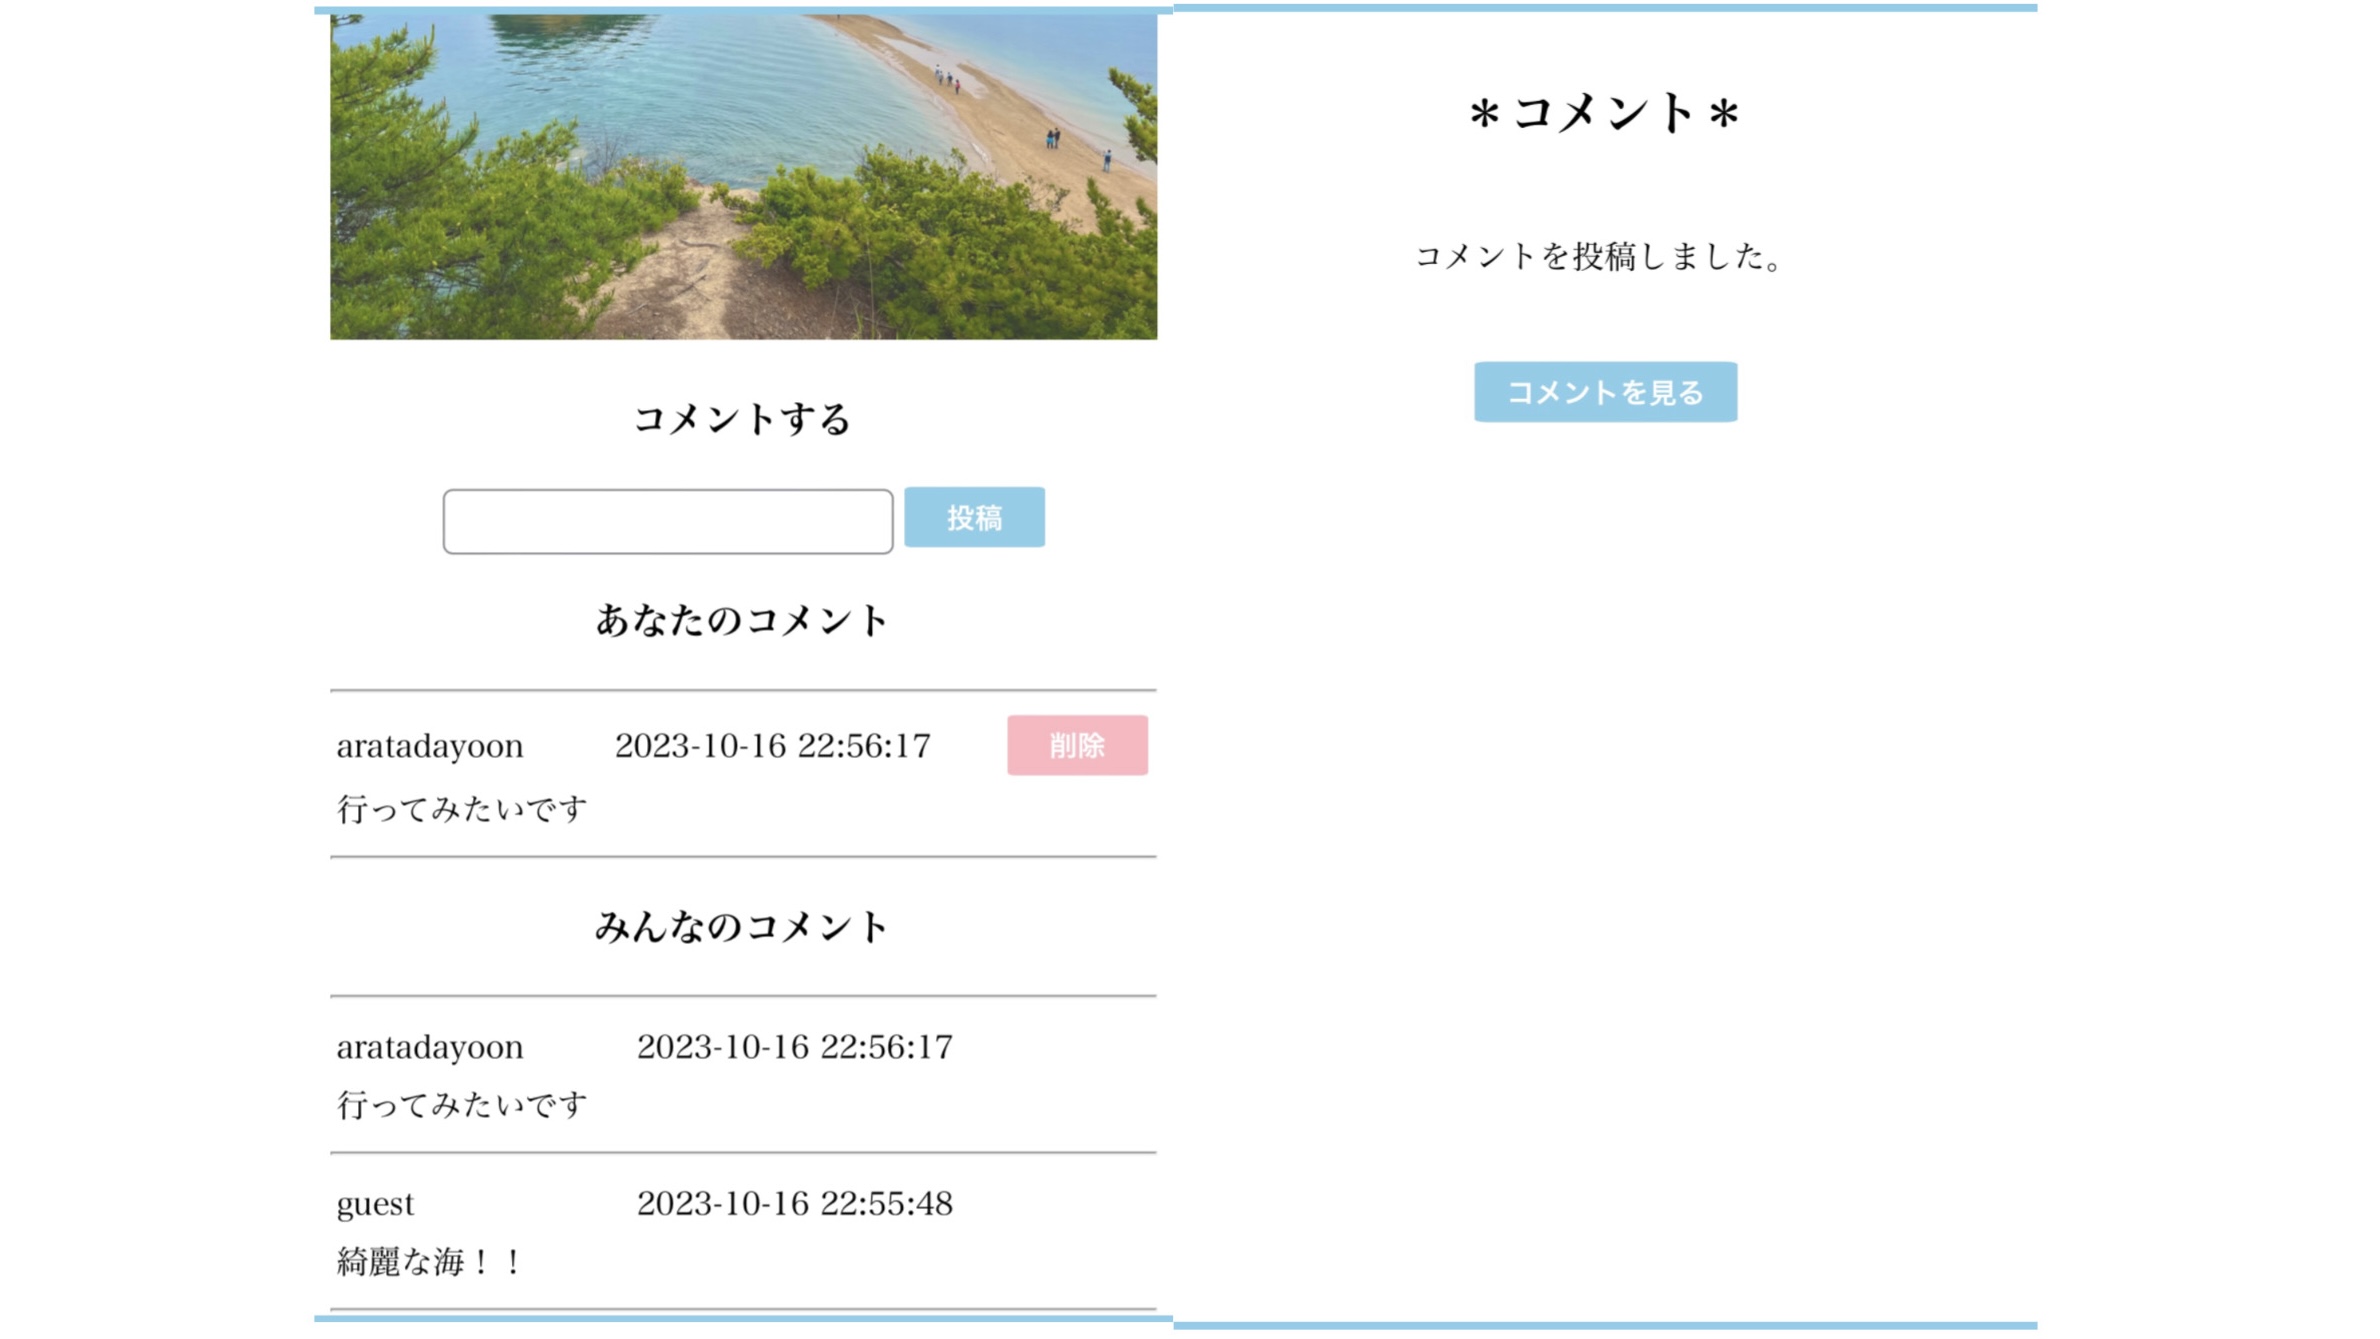 コメントする
投稿
あなたのコメント
aratadayoon 2023-10-16 22:56:17 削除
行ってみたいです
みんなのコメント
aratadayoon 2023-10-16 22:56:17
行ってみたいです
guest 2023-10-16 22:55:48
綺麗な海！！
＊コメント＊
コメントを投稿しました。
コメントを見る